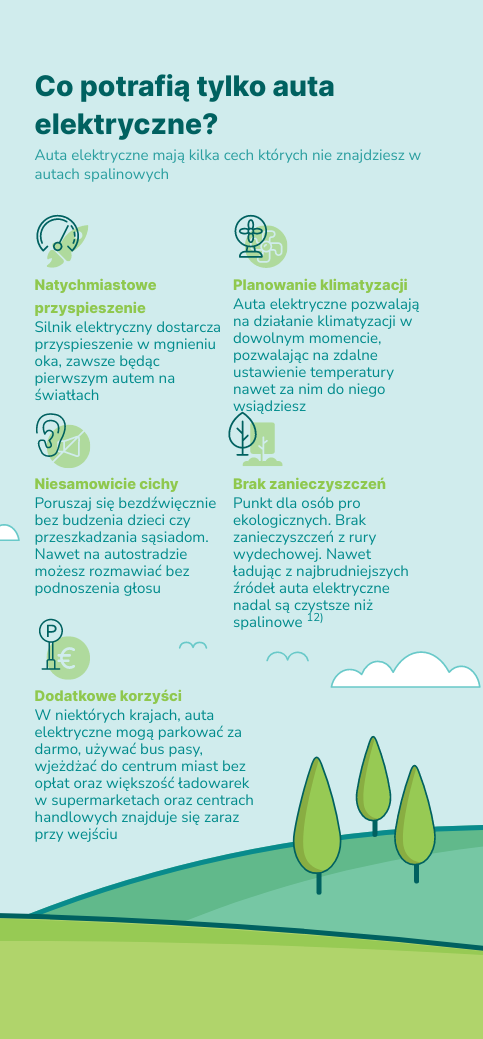 Co potrafią tylko auta
elektryczne?
Auta elektryczne mają kilka cech których nie znajdziesz w
autach spalinowych
Natychmiastowe
przyspieszenie
Silnik elektryczny dostarcza
przyspieszenie w mgnieniu
oka, zawsze będąc
pierwszym autem na
światłach
Planowanie klimatyzacji
Auta elektryczne pozwalają
na działanie klimatyzacji w
dowolnym momencie,
pozwalając na zdalne
ustawienie temperatury
nawet za nim do niego
wsiądziesz
Niesamowicie cichy
Poruszaj się bezdźwięcznie
bez budzenia dzieci czy
przeszkadzania sąsiadom.
Nawet na autostradzie
możesz rozmawiać bez
podnoszenia głosu
Brak zanieczyszczeń
Punkt dla osób pro
ekologicznych. Brak
zanieczyszczeń z rury
wydechowej. Nawet
ładując z najbrudniejszych
źródeł auta elektryczne
nadal są czystsze niż
spalinowe 12)
P
€
Dodatkowe korzyści
W niektórych krajach, auta
elektryczne mogą parkować za
darmo, używać bus pasy,
wjeżdżać do centrum miast bez
opłat oraz większość ładowarek
w supermarketach oraz centrach
handlowych znajduje się zaraz
przy wejściu